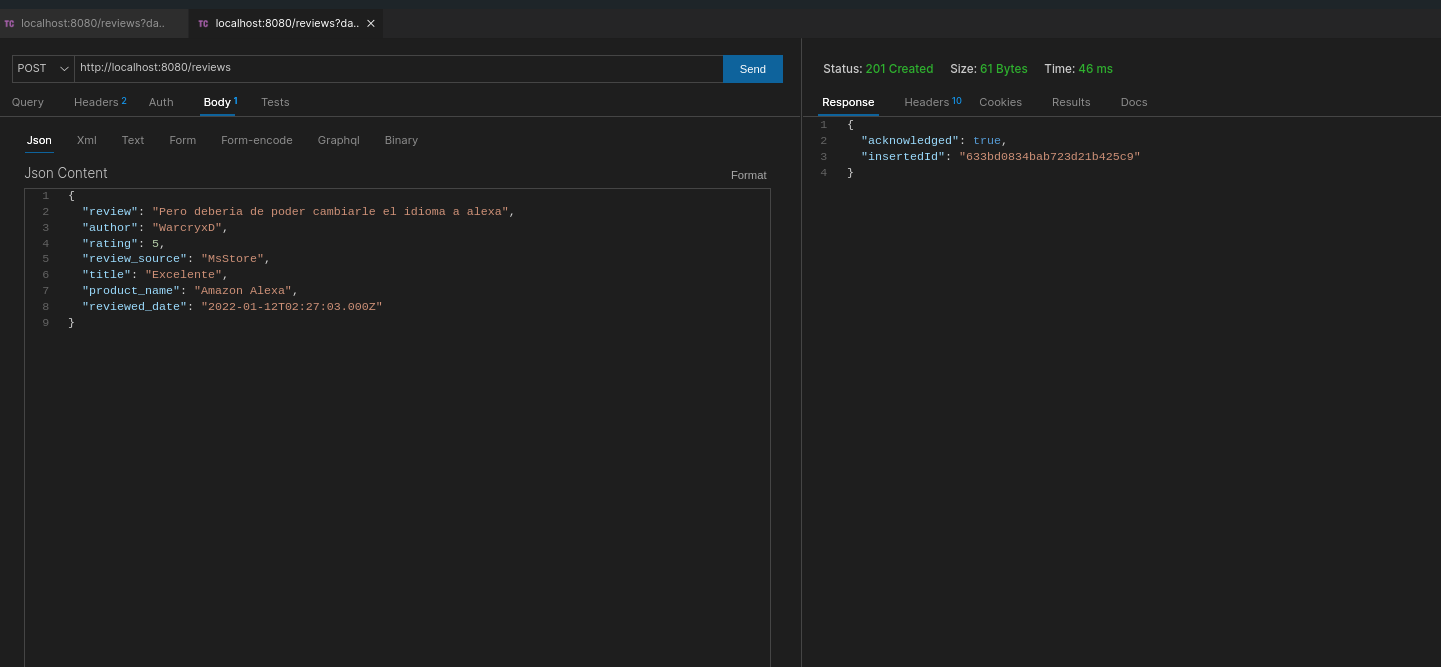 TC localhost:8080/reviews?da..
TC localhost:8080/reviews?da.. ×
POST http://localhost:8080/reviews Send
Query Headers 2 Auth Body 1 Tests
Json Xml Text Form Form-encode Graphql Binary
Json Content
Format
1 {
2 "review": "Pero deberia de poder cambiarle el idioma a alexa",
3 "author": "WarcryxD",
4 "rating": 5,
5 "review_source": "MsStore",
6 "title": "Excelente",
7 "product_name": "Amazon Alexa",
8 "reviewed_date": "2022-01-12T02:27:03.000Z"
9 }
Status: 201 Created Size: 61 Bytes Time: 46 ms
Response Headers 10 Cookies Results Docs
1 {
2 "acknowledged": true,
3 "insertedId": "633bd0834bab723d21b425c9"
4 }